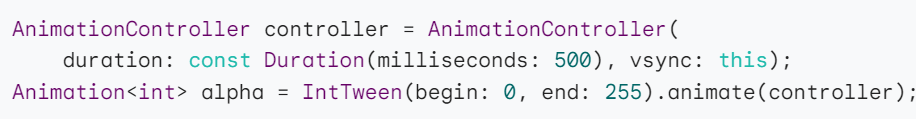 AnimationController controller = AnimationController(
    duration: const Duration(milliseconds: 500), vsync: this);
Animation<int> alpha = IntTween(begin: 0, end: 255).animate(controller);